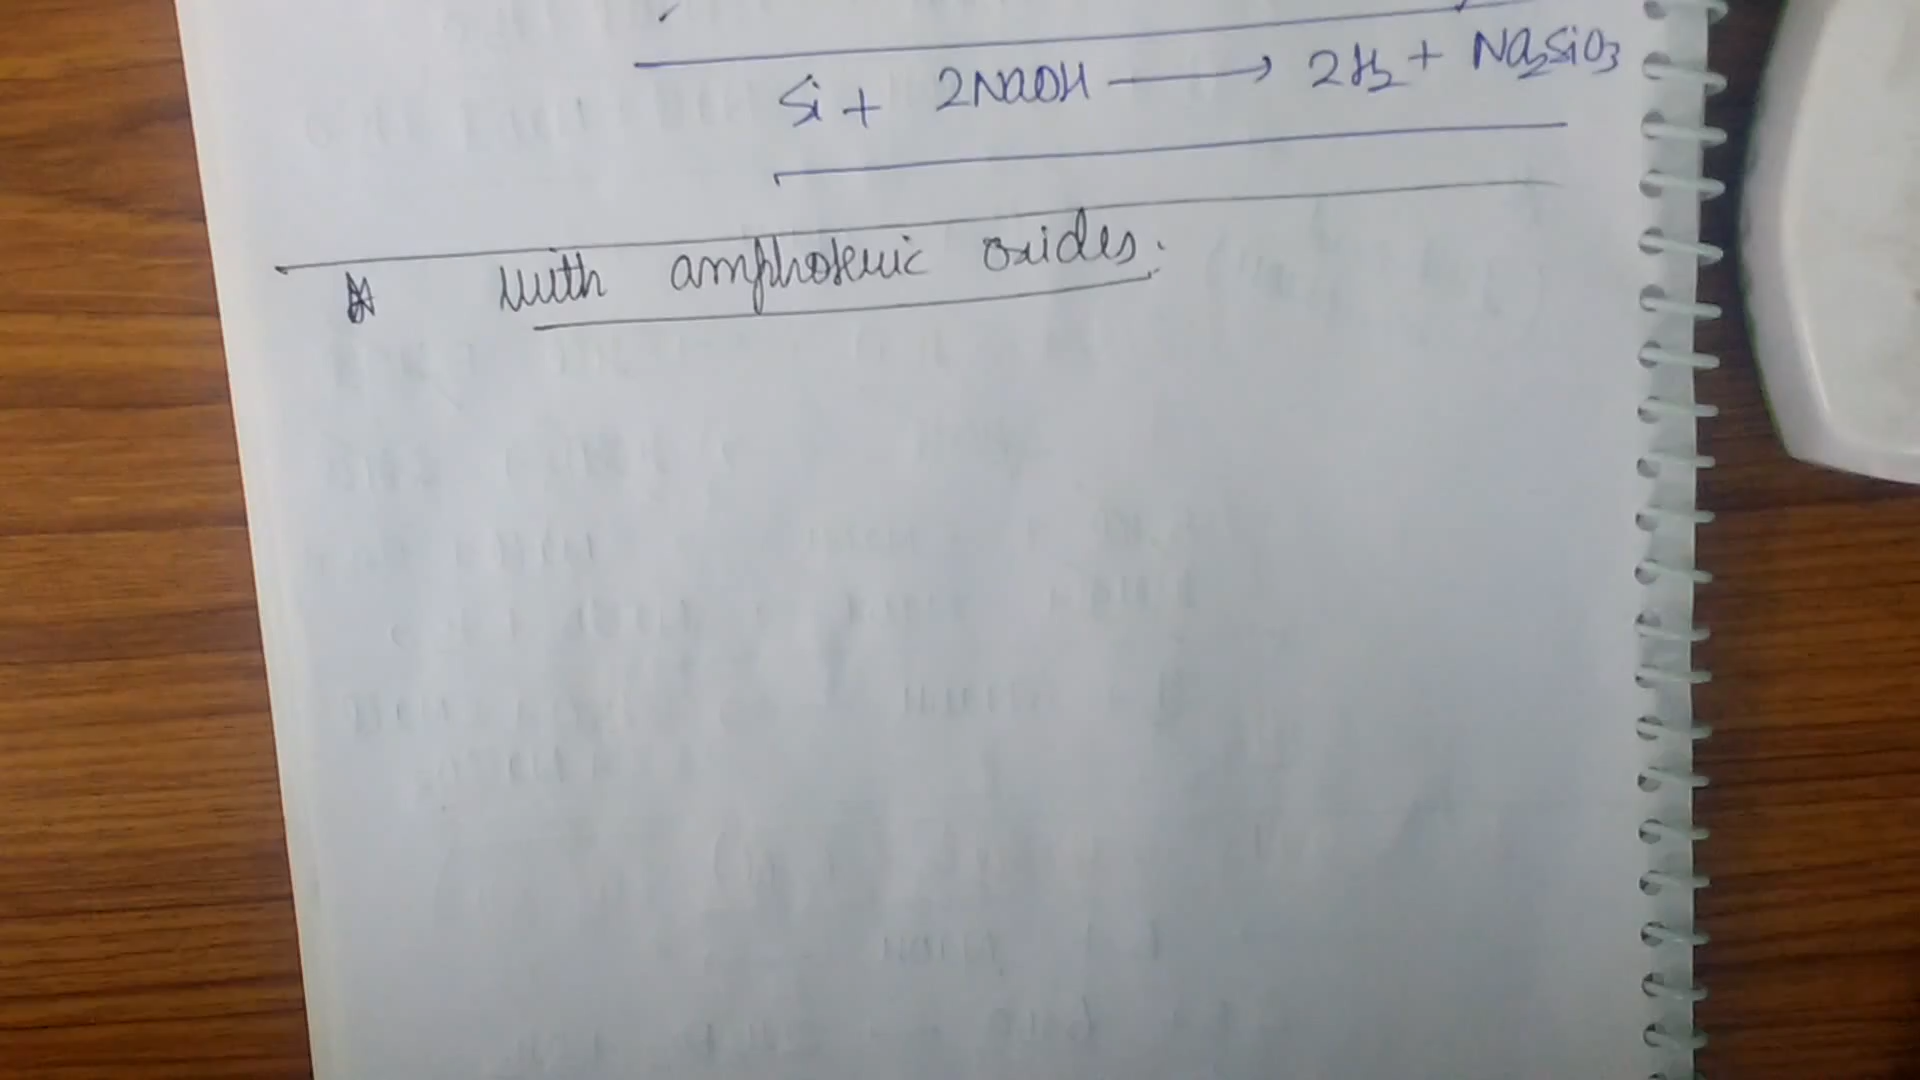 Si + 2NaOH ⟶ 2H₂ + Na₂SiO₃
with amphoteric oxides.